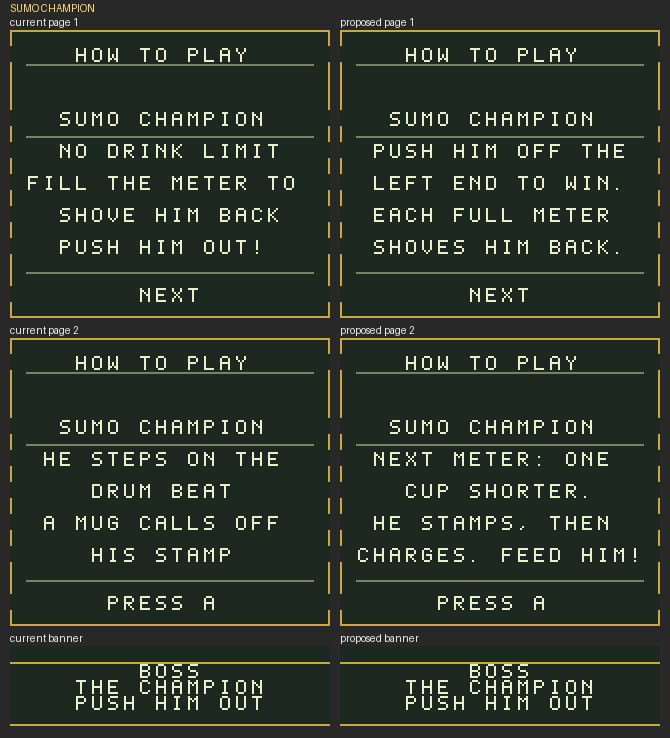 SUMO CHAMPION
current page 1
HOW TO PLAY
SUMO CHAMPION
NO DRINK LIMIT
FILL THE METER TO
SHOVE HIM BACK
PUSH HIM OUT!
NEXT
proposed page 1
HOW TO PLAY
SUMO CHAMPION
PUSH HIM OFF THE
LEFT END TO WIN.
EACH FULL METER
SHOVES HIM BACK.
NEXT
current page 2
HOW TO PLAY
SUMO CHAMPION
HE STEPS ON THE
DRUM BEAT
A MUG CALLS OFF
HIS STAMP
PRESS A
proposed page 2
HOW TO PLAY
SUMO CHAMPION
NEXT METER: ONE
CUP SHORTER.
HE STAMPS, THEN
CHARGES. FEED HIM!
PRESS A
current banner
BOSS
THE CHAMPION
PUSH HIM OUT
proposed banner
BOSS
THE CHAMPION
PUSH HIM OUT